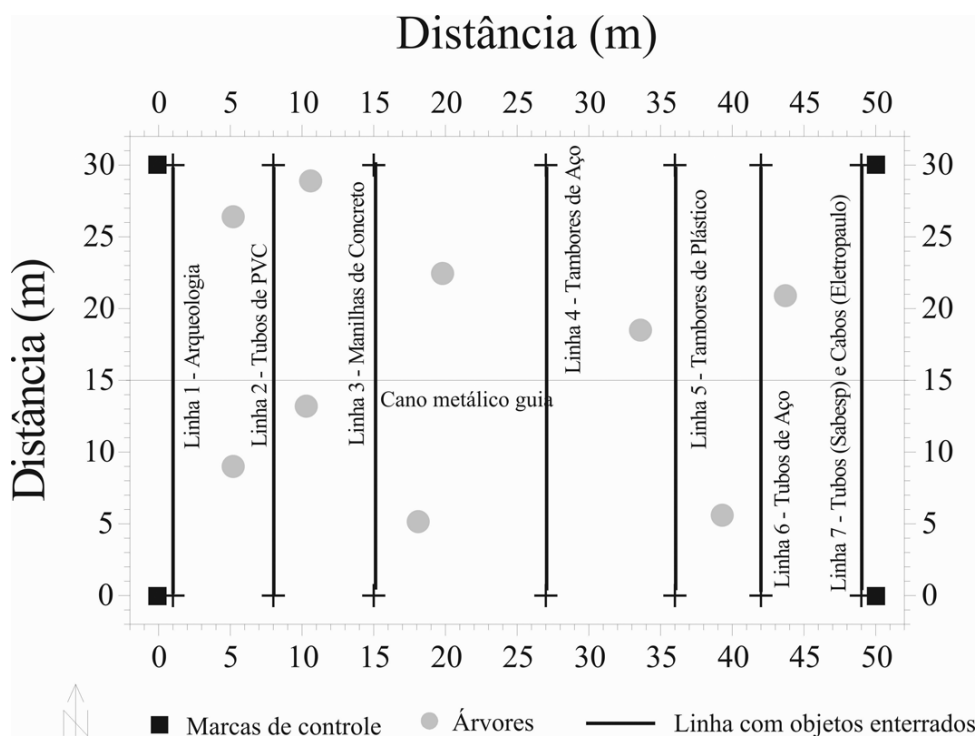 Distância (m)
0 5 10 15 20 25 30 35 40 45 50
Distância (m)
30 30
25 25
20 20
15 15
10 10
5 5
0 0
Linha 1 - Arqueologia
Linha 2 - Tubos de PVC
Linha 3 - Manilhas de Concreto
Cano metálico guia
Linha 4 - Tambores de Aço
Linha 5 - Tambores de Plástico
Linha 6 - Tubos de Aço
Linha 7 - Tubos (Sabesp) e Cabos (Eletropaulo)
0 5 10 15 20 25 30 35 40 45 50
N
Marcas de controle
Árvores
Linha com objetos enterrados